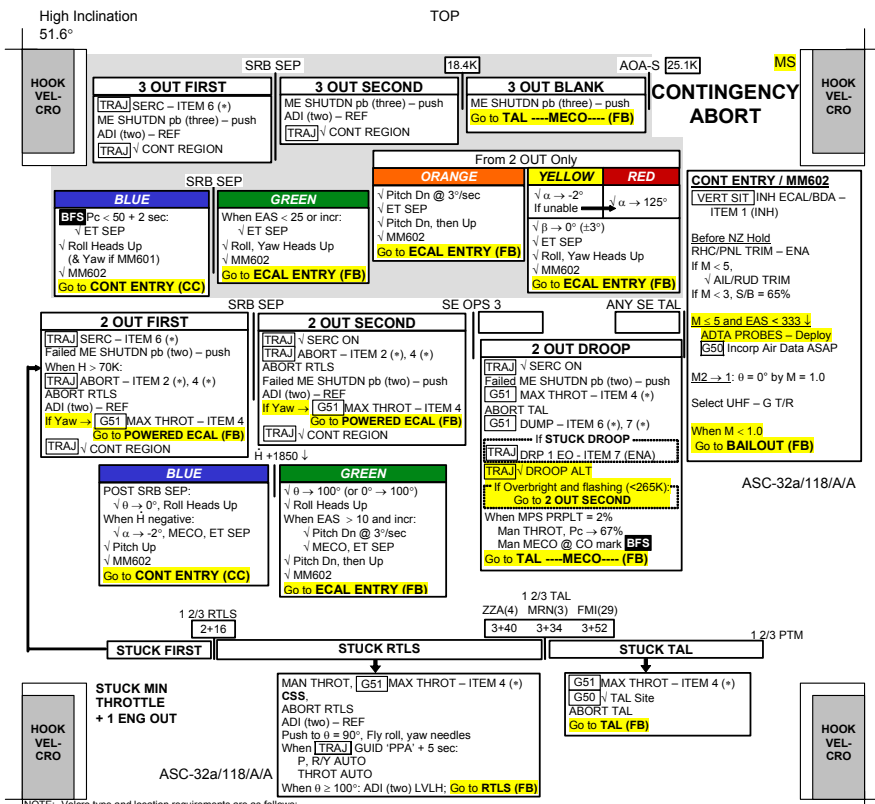 High Inclination
51.6°
TOP
SRB SEP
18.4K
AOA-S
25.1K
MS
HOOK
VEL-
CRO
HOOK
VEL-
CRO
3 OUT FIRST
TRAJ SERC – ITEM 6 (*)
ME SHUTDN pb (three) – push
ADI (two) – REF
TRAJ √ CONT REGION
3 OUT SECOND
ME SHUTDN pb (three) – push
ADI (two) – REF
TRAJ √ CONT REGION
3 OUT BLANK
ME SHUTDN pb (three) – push
Go to TAL ----MECO---- (FB)
CONTINGENCY
ABORT
SRB SEP
BLUE
BFS Pc < 50 + 2 sec:
√ ET SEP
√ Roll Heads Up
(& Yaw if MM601)
√ MM602
Go to CONT ENTRY (CC)
GREEN
When EAS < 25 or incr:
√ ET SEP
√ Roll, Yaw Heads Up
√ MM602
Go to ECAL ENTRY (FB)
From 2 OUT Only
ORANGE
√ Pitch Dn @ 3°/sec
√ ET SEP
√ Pitch Dn, then Up
√ MM602
Go to ECAL ENTRY (FB)
YELLOW
RED
√ α → -2°
If unable
√ α → 125°
√ β → 0° (±3°)
√ ET SEP
√ Roll, Yaw Heads Up
√ MM602
Go to ECAL ENTRY (FB)
CONT ENTRY / MM602
VERT SIT INH ECAL/BDA –
ITEM 1 (INH)
Before NZ Hold
RHC/PNL TRIM – ENA
If M < 5,
√ AIL/RUD TRIM
If M < 3, S/B = 65%
M ≤ 5 and EAS < 333 ↓
ADTA PROBES – Deploy
G50 Incorp Air Data ASAP
M2 → 1: θ = 0° by M = 1.0
Select UHF – G T/R
When M < 1.0
Go to BAILOUT (FB)
ASC-32a/118/A/A
SRB SEP
SE OPS 3
ANY SE TAL
2 OUT FIRST
TRAJ SERC – ITEM 6 (*)
Failed ME SHUTDN pb (two) – push
When H > 70K:
TRAJ ABORT – ITEM 2 (*), 4 (*)
ABORT RTLS
ADI (two) – REF
If Yaw → G51 MAX THROT – ITEM 4
Go to POWERED ECAL (FB)
TRAJ √ CONT REGION
2 OUT SECOND
TRAJ √ SERC ON
TRAJ ABORT – ITEM 2 (*), 4 (*)
ABORT RTLS
Failed ME SHUTDN pb (two) – push
ADI (two) – REF
If Yaw → G51 MAX THROT – ITEM 4
Go to POWERED ECAL (FB)
TRAJ √ CONT REGION
2 OUT DROOP
TRAJ √ SERC ON
Failed ME SHUTDN pb (two) – push
G51 MAX THROT – ITEM 4 (*)
ABORT TAL
G51 DUMP – ITEM 6 (*), 7 (*)
If STUCK DROOP
TRAJ DRP 1 EO - ITEM 7 (ENA)
TRAJ √ DROOP ALT
If Overbright and flashing (<265K):
Go to 2 OUT SECOND
When MPS PRPLT = 2%
Man THROT, Pc → 67%
Man MECO @ CO mark BFS
Go to TAL ----MECO---- (FB)
Ḣ +1850 ↓
BLUE
POST SRB SEP:
√ θ → 0°, Roll Heads Up
When Ḣ negative:
√ α → -2°, MECO, ET SEP
√ Pitch Up
√ MM602
Go to CONT ENTRY (CC)
GREEN
√ θ → 100° (or 0° → 100°)
√ Roll Heads Up
When EAS > 10 and incr:
√ Pitch Dn @ 3°/sec
√ MECO, ET SEP
√ Pitch Dn, then Up
√ MM602
Go to ECAL ENTRY (FB)
1 2/3 RTLS
2+16
1 2/3 TAL
ZZA(4) MRN(3) FMI(29)
3+40 3+34 3+52
1 2/3 PTM
STUCK FIRST
STUCK RTLS
STUCK TAL
STUCK MIN
THROTTLE
+ 1 ENG OUT
MAN THROT, G51 MAX THROT – ITEM 4 (*)
CSS,
ABORT RTLS
ADI (two) – REF
Push to θ = 90°, Fly roll, yaw needles
When TRAJ GUID 'PPA' + 5 sec:
P, R/Y AUTO
THROT AUTO
When θ ≥ 100°: ADI (two) LVLH; Go to RTLS (FB)
G51 MAX THROT – ITEM 4 (*)
G50 √ TAL Site
ABORT TAL
Go to TAL (FB)
HOOK
VEL-
CRO
HOOK
VEL-
CRO
ASC-32a/118/A/A
NOTE: Velcro type and location requirements are as follows: